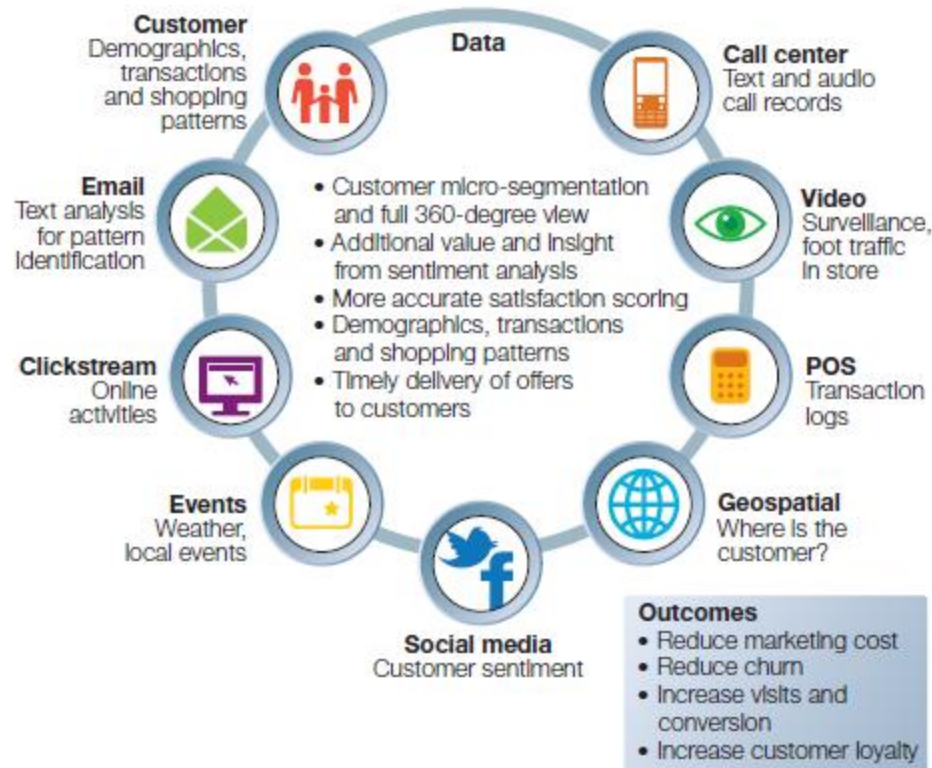 Data
Customer
Demographics,
transactions
and shopping
patterns
Call center
Text and audio
call records
Email
Text analysis
for pattern
identification
Video
Surveillance,
foot traffic
in store
• Customer micro-segmentation
and full 360-degree view
• Additional value and insight
from sentiment analysis
• More accurate satisfaction scoring
• Demographics, transactions
and shopping patterns
• Timely delivery of offers
to customers
Clickstream
Online
activities
POS
Transaction
logs
Events
Weather,
local events
Geospatial
Where is the
customer?
Social media
Customer sentiment
Outcomes
• Reduce marketing cost
• Reduce churn
• Increase visits and
conversion
• Increase customer loyalty